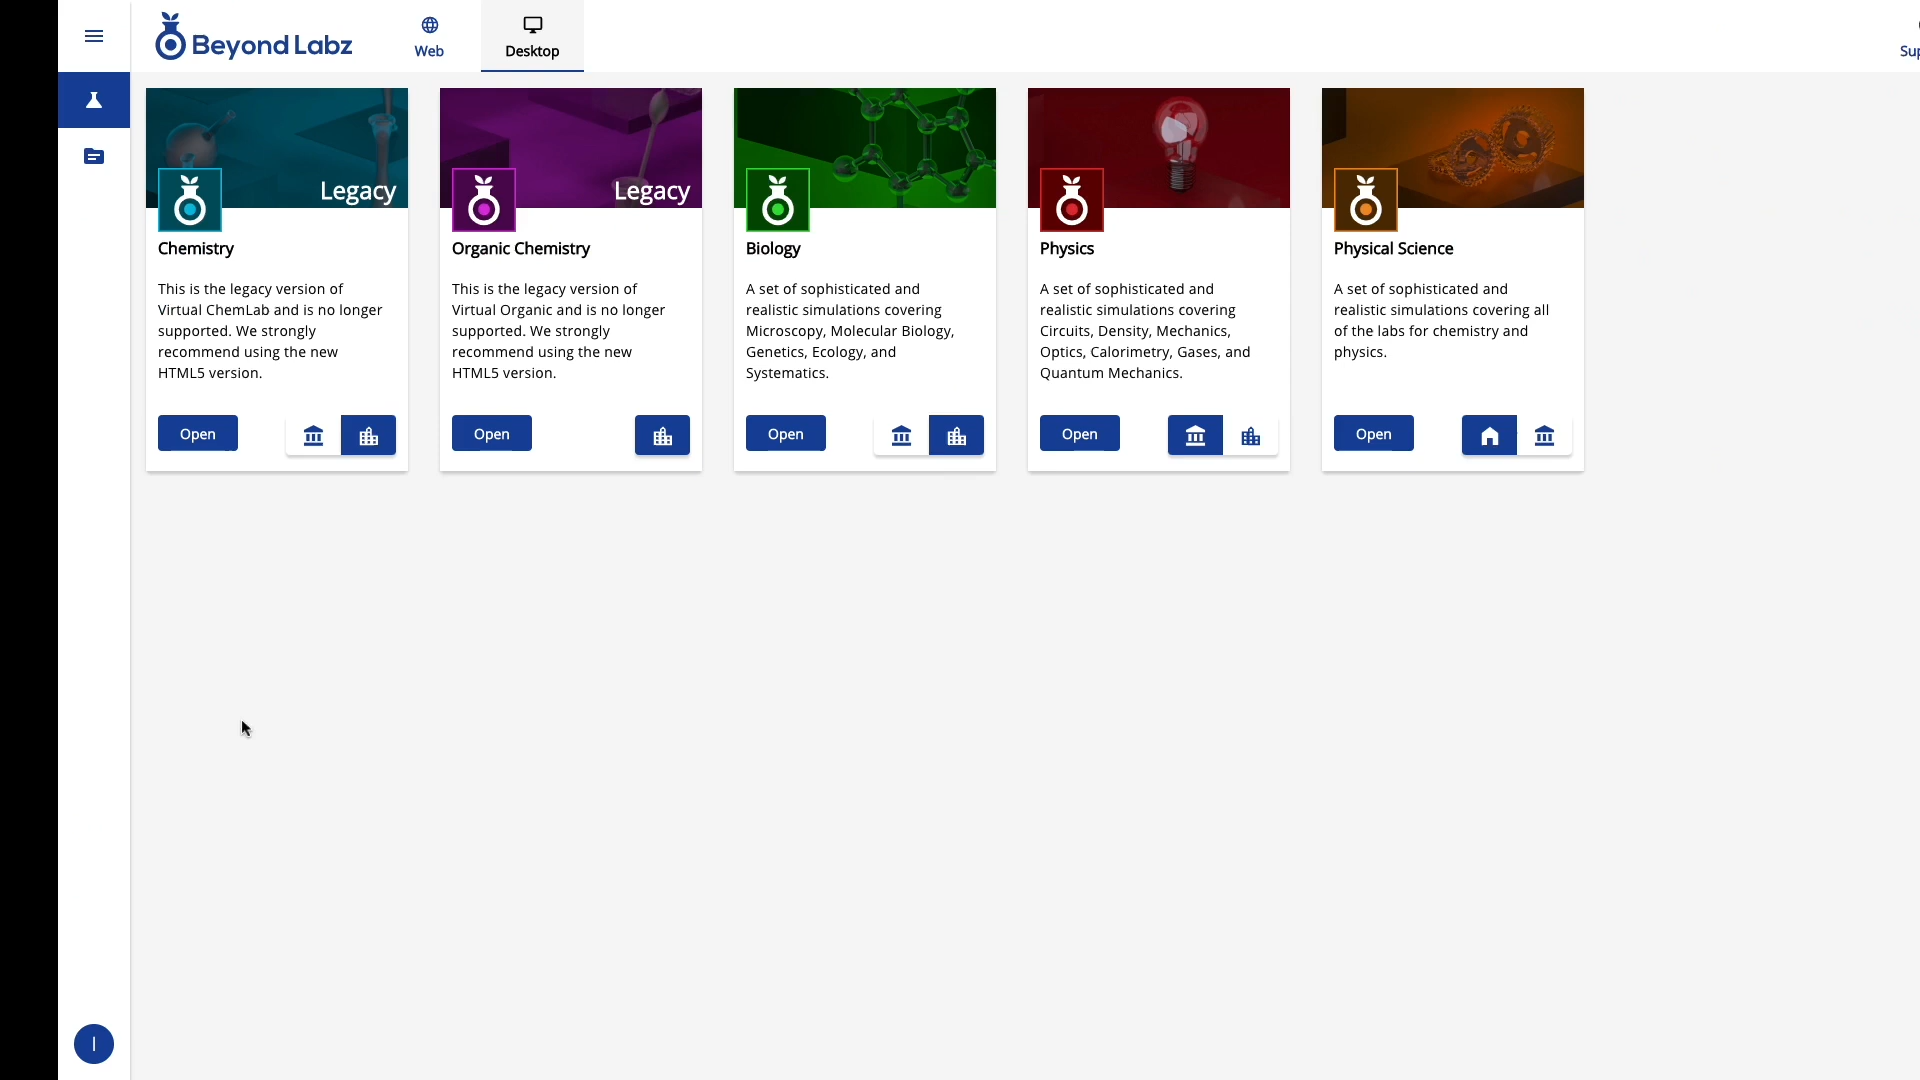 Beyond Labz
Web
Desktop
Legacy
Chemistry
This is the legacy version of
Virtual ChemLab and is no longer
supported. We strongly
recommend using the new
HTML5 version.
Open
Legacy
Organic Chemistry
This is the legacy version of
Virtual Organic and is no longer
supported. We strongly
recommend using the new
HTML5 version.
Open
Biology
A set of sophisticated and
realistic simulations covering
Microscopy, Molecular Biology,
Genetics, Ecology, and
Systematics.
Open
Physics
A set of sophisticated and
realistic simulations covering
Circuits, Density, Mechanics,
Optics, Calorimetry, Gases, and
Quantum Mechanics.
Open
Physical Science
A set of sophisticated and
realistic simulations covering all
of the labs for chemistry and
physics.
Open